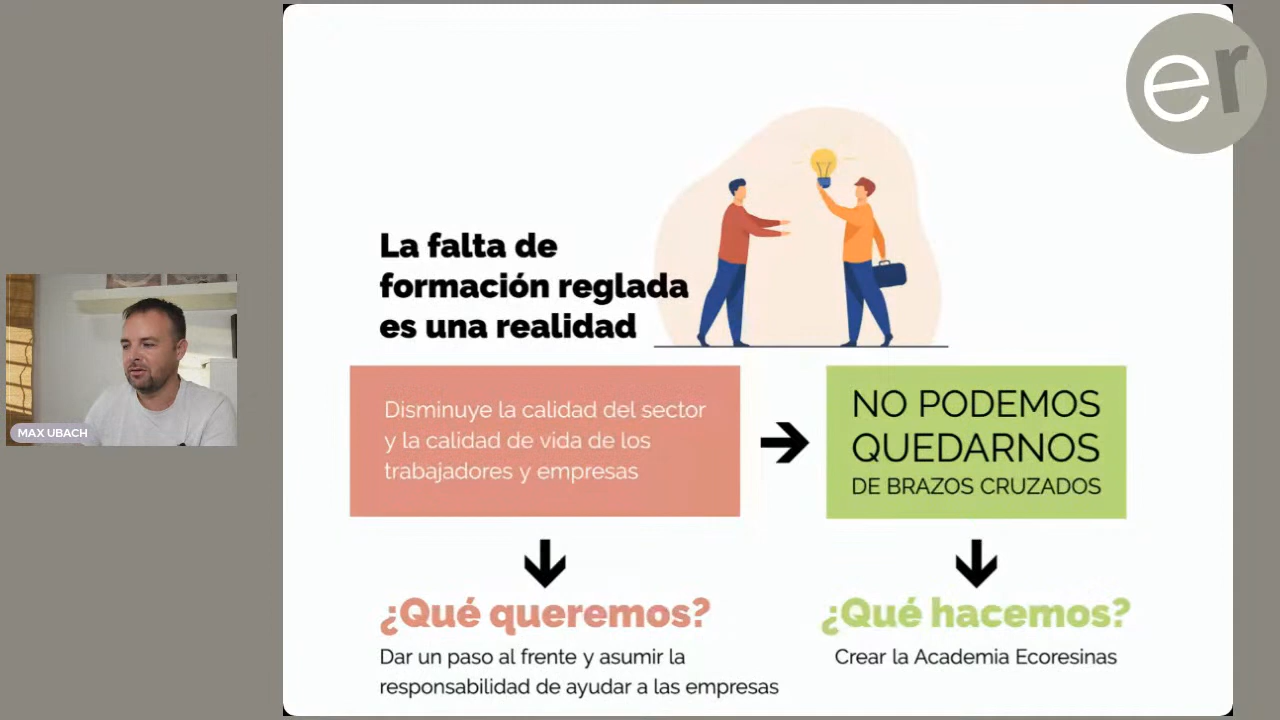 er
La falta de
formación reglada
es una realidad
Disminuye la calidad del sector
y la calidad de vida de los
trabajadores y empresas
NO PODEMOS
QUEDARNOS
DE BRAZOS CRUZADOS
MAX UBACH
¿Qué queremos?
Dar un paso al frente y asumir la
responsabilidad de ayudar a las empresas
¿Qué hacemos?
Crear la Academia Ecoresinas